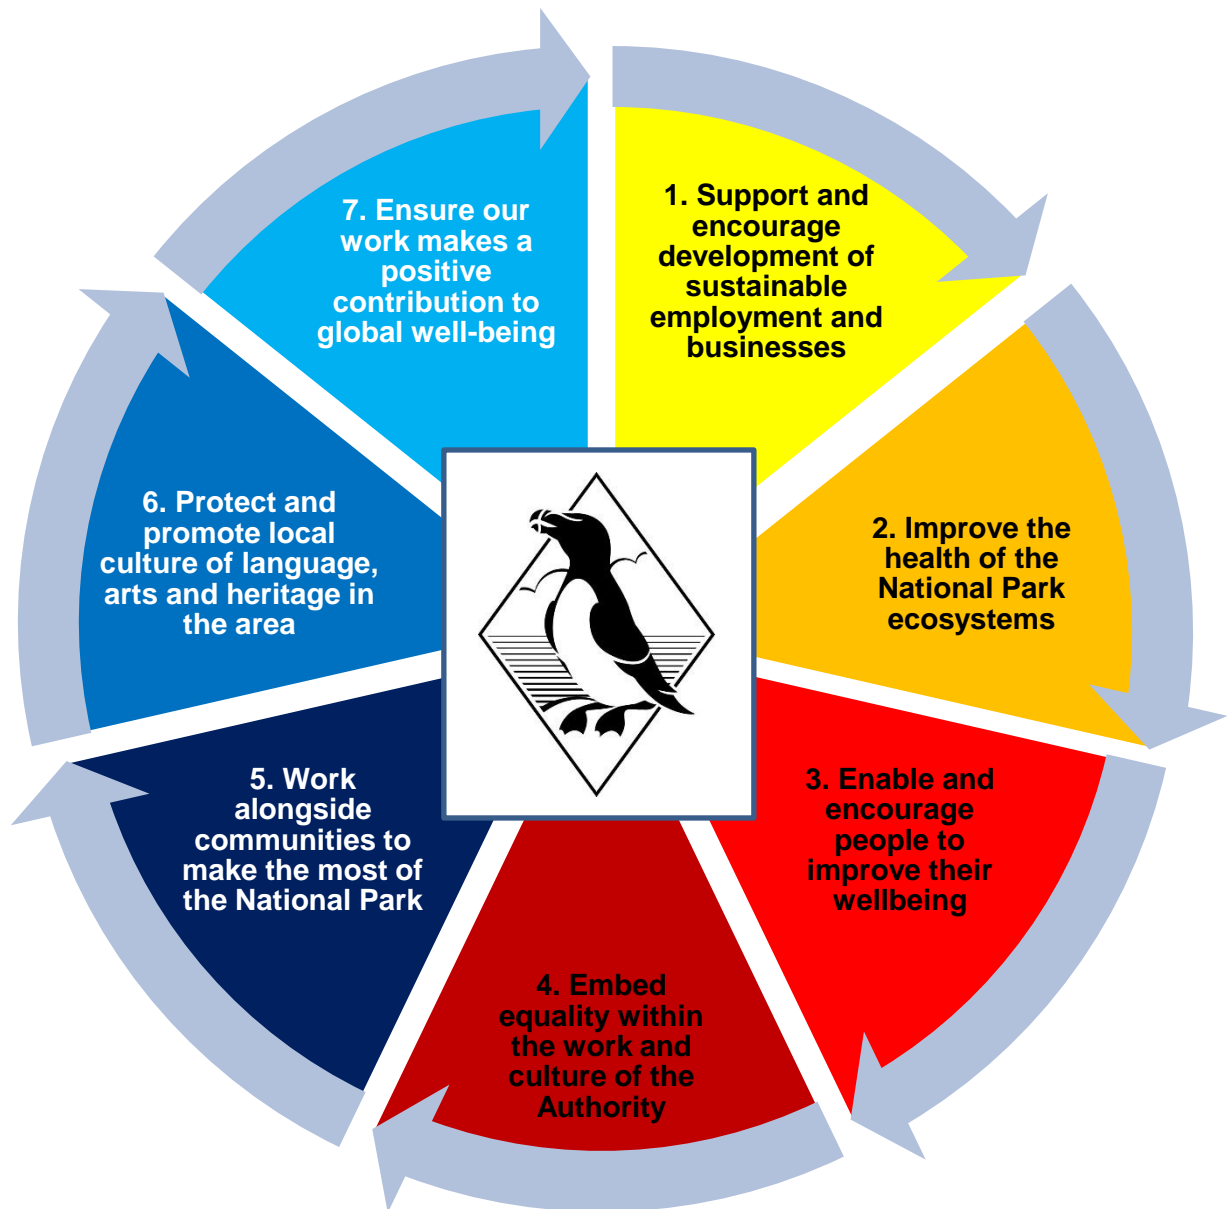 1. Support and
encourage
development of
sustainable
employment and
businesses
2. Improve the
health of the
National Park
ecosystems
3. Enable and
encourage
people to
improve their
wellbeing
4. Embed
equality within
the work and
culture of the
Authority
5. Work
alongside
communities to
make the most of
the National Park
6. Protect and
promote local
culture of language,
arts and heritage in
the area
7. Ensure our
work makes a
positive
contribution to
global well-being